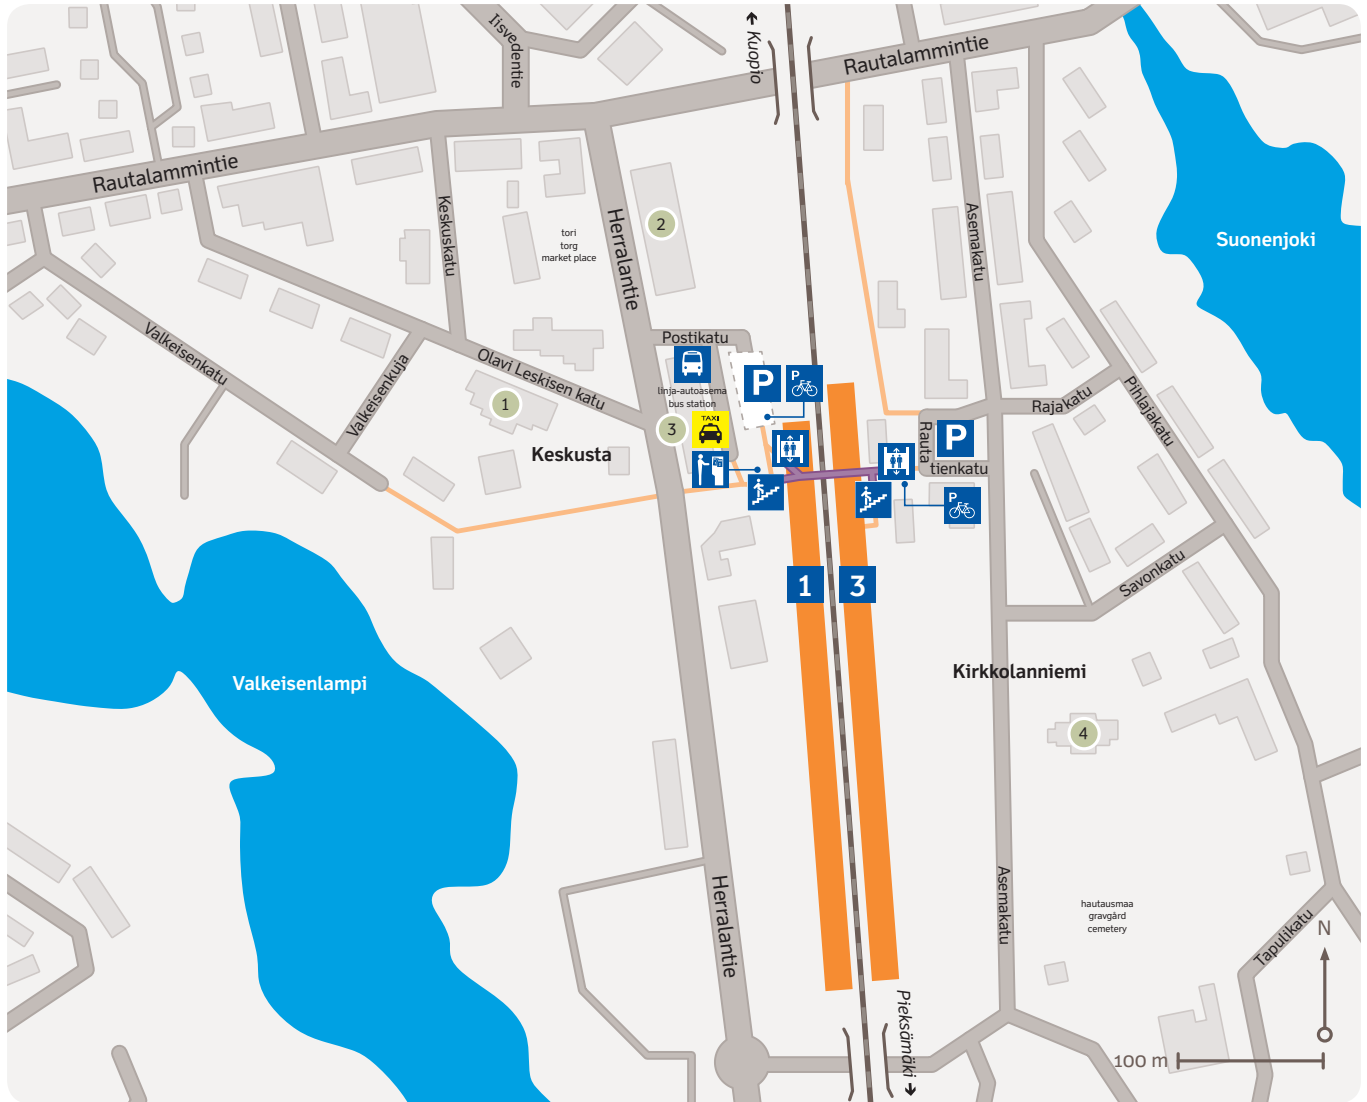 Iisvedentie
← Kuopio
Rautalammintie
Rautalammintie
Keskuskatu
tori
torg
market place
Herralantie
2
Asemakatu
Suonenjoki
Valkeisenkatu
Valkeisenkuja
Olavi Leskisen katu
1
Keskusta
Postikatu
linja-autoasema
bus station
3
TAXI
P
P
Rajakatu
Pihlajakatu
Rauta
tienkatu
P
P
1
3
Savonkatu
Valkeisenlampi
Kirkkolanniemi
4
Herralantie
Asemakatu
hautausmaa
gravgård
cemetery
Tapulikatu
N
Pieksämäki →
100 m